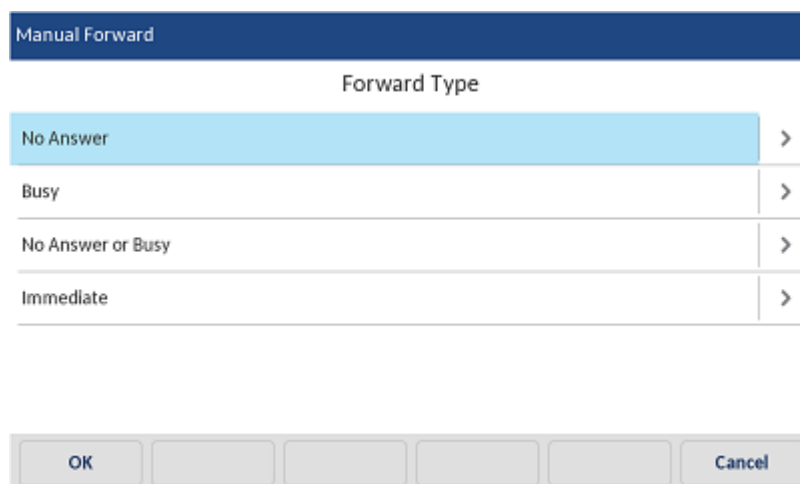 Manual Forward
Forward Type
No Answer
Busy
No Answer or Busy
Immediate
OK
Cancel